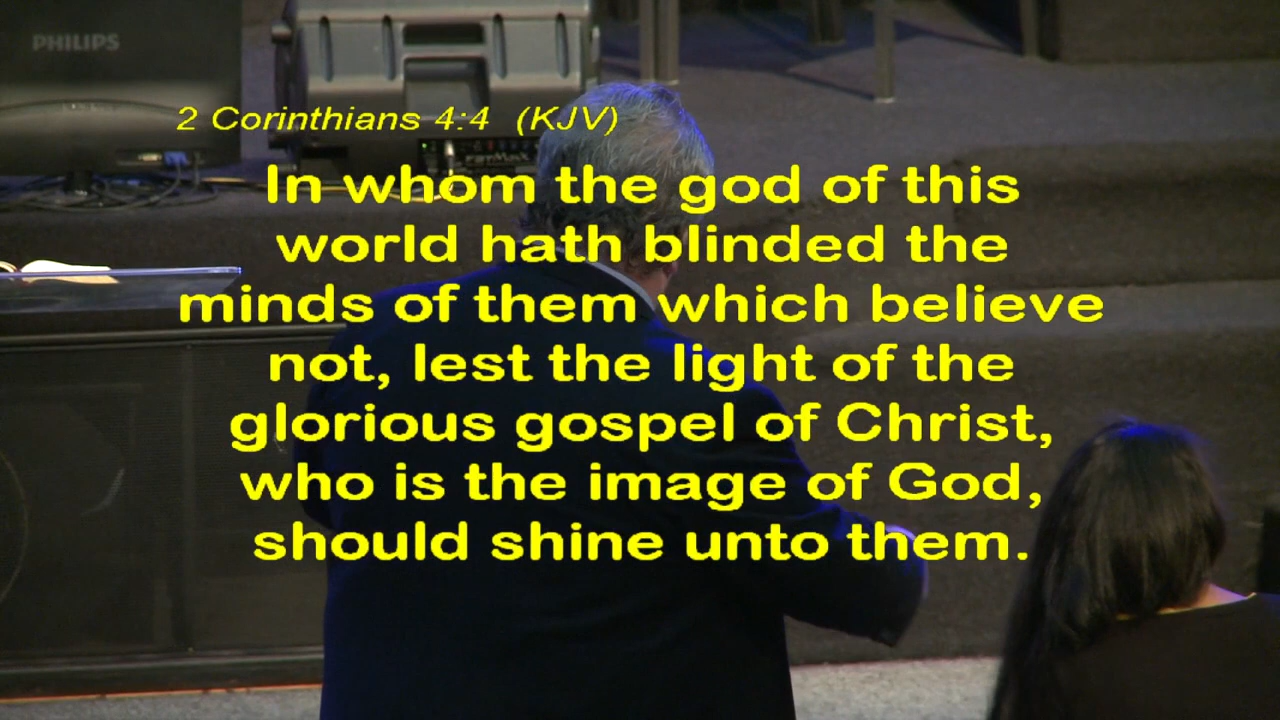 PHILIPS
2 Corinthians 4:4 (KJV)
In whom the god of this
world hath blinded the
minds of them which believe
not, lest the light of the
glorious gospel of Christ,
who is the image of God,
should shine unto them.